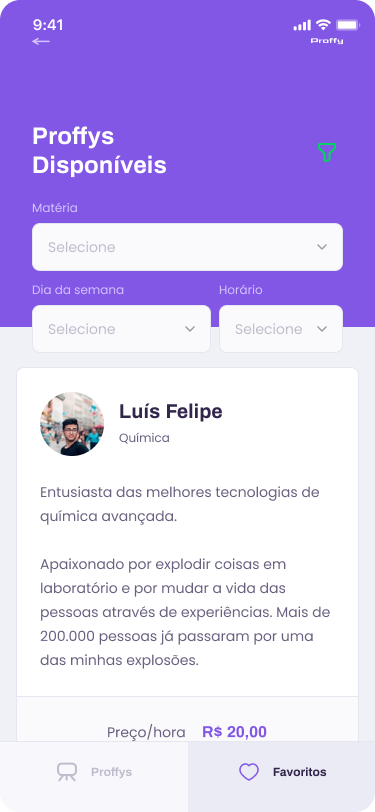 9:41
Proffy
Proffys
Disponíveis
Matéria
Selecione
Dia da semana
Horário
Selecione
Selecione
Luís Felipe
Química
Entusiasta das melhores tecnologias de
química avançada.
Apaixonado por explodir coisas em
laboratório e por mudar a vida das
pessoas através de experiências. Mais de
200.000 pessoas já passaram por uma
das minhas explosões.
Preço/hora R$ 20,00
Proffys
Favoritos